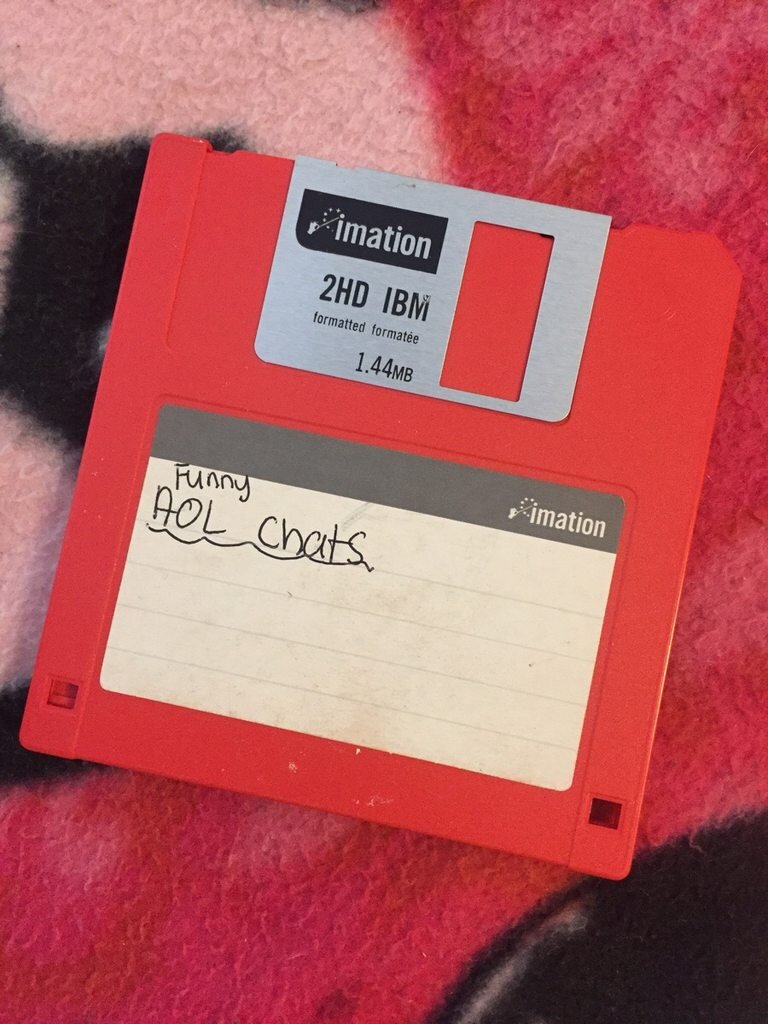 imation
2HD IBM
formatted formatée
1.44MB
imation
Funny
AOL Chats